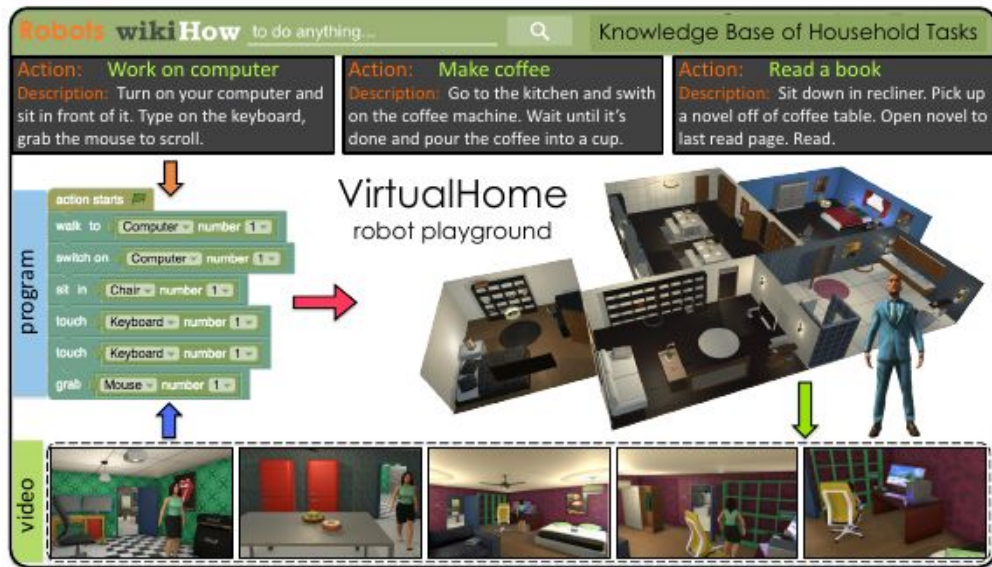 Robots wikiHow to do anything... Knowledge Base of Household Tasks
Action: Work on computer
Description: Turn on your computer and
sit in front of it. Type on the keyboard,
grab the mouse to scroll.
Action: Make coffee
Description: Go to the kitchen and swith
on the coffee machine. Wait until it's
done and pour the coffee into a cup.
Action: Read a book
Description: Sit down in recliner. Pick up
a novel off of coffee table. Open novel to
last read page. Read.
program
action starts
walk to Computer number 1
switch on Computer number 1
sit in Chair number 1
touch Keyboard number 1
touch Keyboard number 1
grab Mouse number 1
VirtualHome
robot playground
video